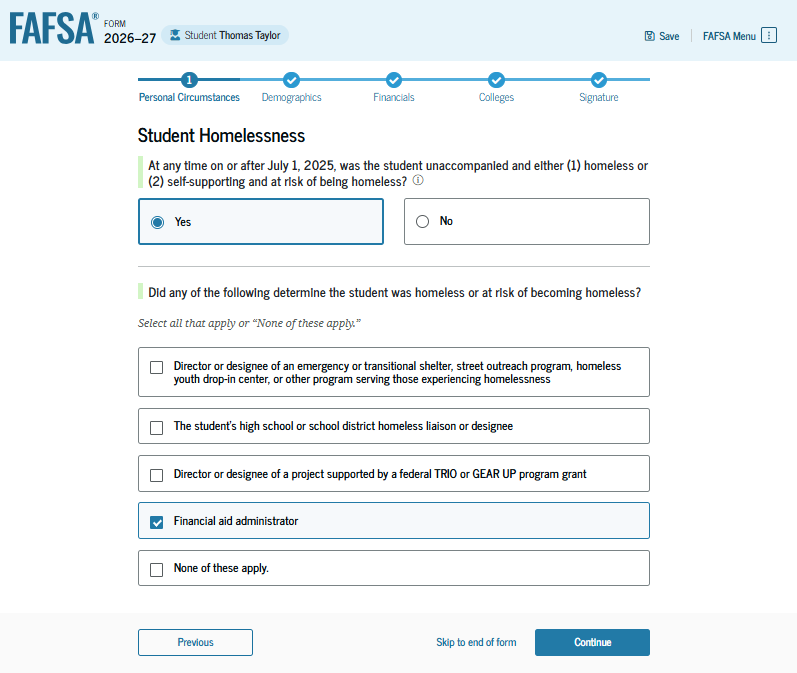 FAFSA® FORM 2026–27 Student Thomas Taylor Save FAFSA Menu
1
Personal Circumstances Demographics Financials Colleges Signature
Student Homelessness
At any time on or after July 1, 2025, was the student unaccompanied and either (1) homeless or
(2) self-supporting and at risk of being homeless?
Yes No
Did any of the following determine the student was homeless or at risk of becoming homeless?
Select all that apply or “None of these apply.”
Director or designee of an emergency or transitional shelter, street outreach program, homeless
youth drop-in center, or other program serving those experiencing homelessness
The student's high school or school district homeless liaison or designee
Director or designee of a project supported by a federal TRIO or GEAR UP program grant
Financial aid administrator
None of these apply.
Previous Skip to end of form Continue